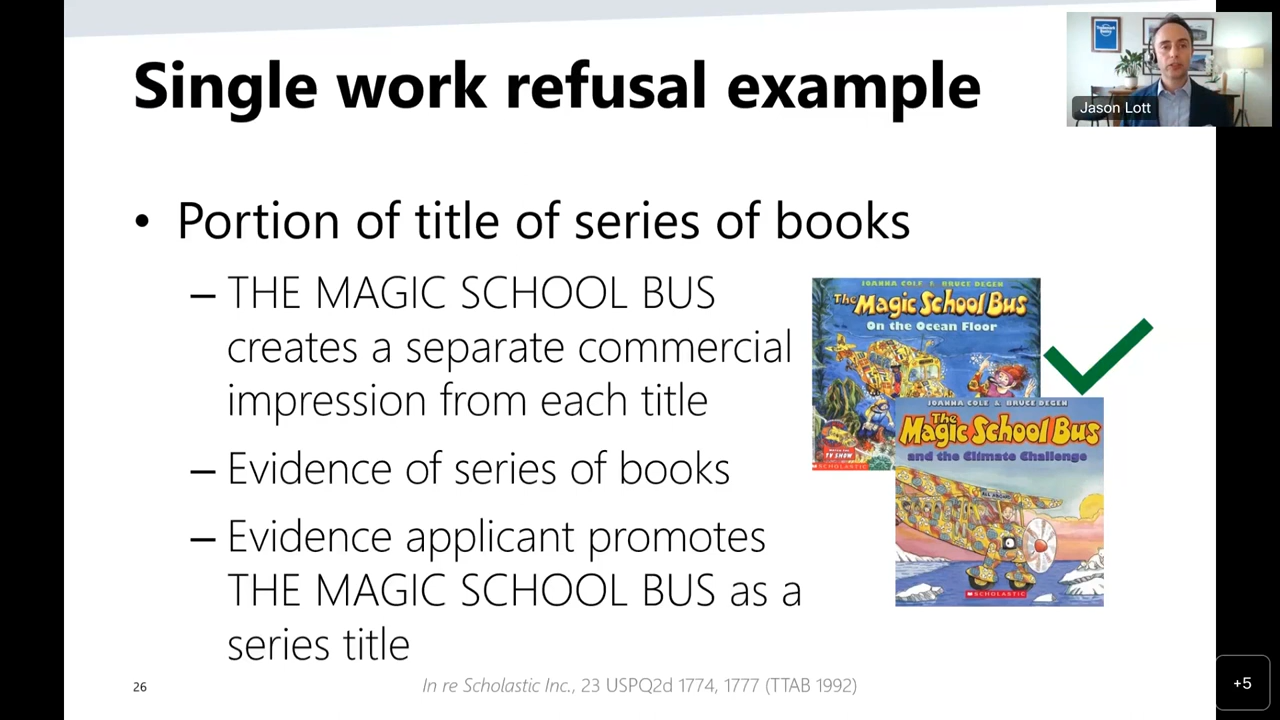 Single work refusal example
Jason Lott
• Portion of title of series of books
– THE MAGIC SCHOOL BUS
creates a separate commercial
impression from each title
– Evidence of series of books
– Evidence applicant promotes
THE MAGIC SCHOOL BUS as a
series title
JOANNA COLE & BRUCE DEGEN
The Magic School Bus
On the Ocean Floor
TV SHOW
SCHOLASTIC
JOANNA COLE & BRUCE DEGEN
The
Magic School Bus
and the Climate Challenge
SCHOLASTIC
26
In re Scholastic Inc., 23 USPQ2d 1774, 1777 (TTAB 1992)
+5